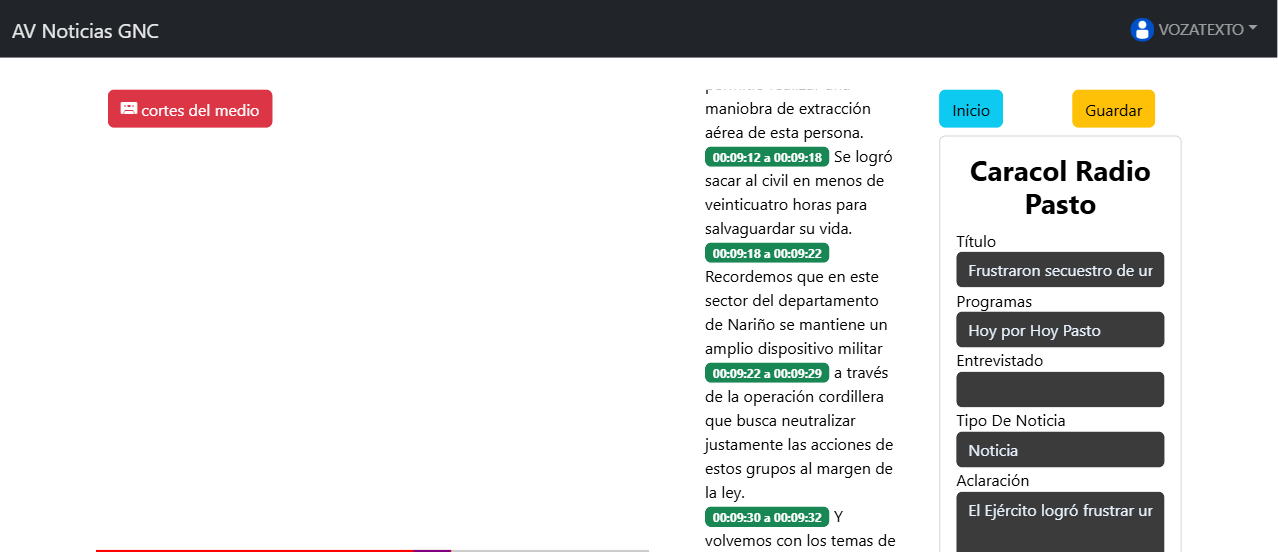 AV Noticias GNC
VOZATEXTO
cortes del medio
maniobra de extracción
aérea de esta persona.
00:09:12 a 00:09:18 Se logró
sacar al civil en menos de
veinticuatro horas para
salvaguardar su vida.
00:09:18 a 00:09:22
Recordemos que en este
sector del departamento
de Nariño se mantiene un
amplio dispositivo militar
00:09:22 a 00:09:29 a través
de la operación cordillera
que busca neutralizar
justamente las acciones de
estos grupos al margen de
la ley.
00:09:30 a 00:09:32 Y
volvemos con los temas de
Inicio
Guardar
Caracol Radio
Pasto
Título
Frustraron secuestro de ur
Programas
Hoy por Hoy Pasto
Entrevistado
Tipo De Noticia
Noticia
Aclaración
El Ejército logró frustrar ur